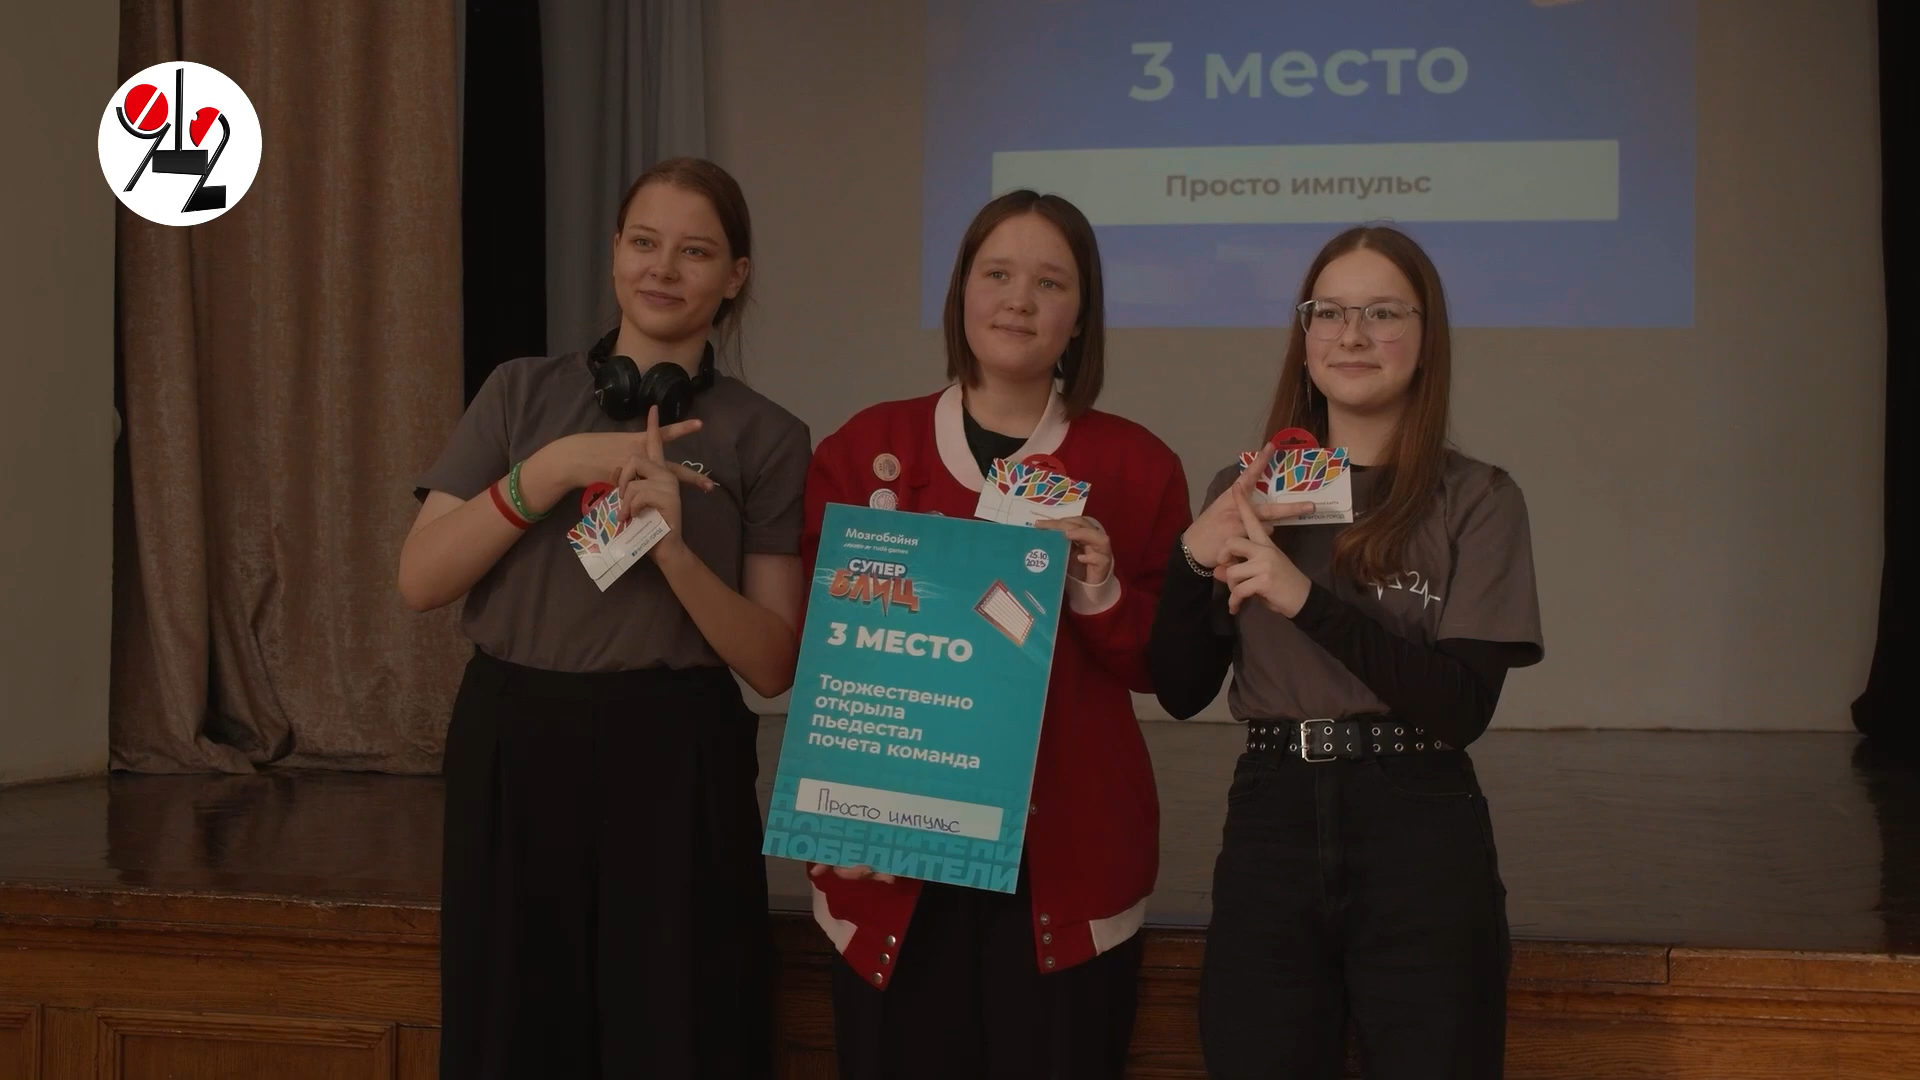 3 место
Просто импульс
Мозгобойня
25.10
2025
СУПЕР
БЛИЦ
3 МЕСТО
Торжественно
открыла
пьедестал
почета команда
Просто импульс
ПОБЕДИТЕЛИ
ПОБЕДИТЕЛИ